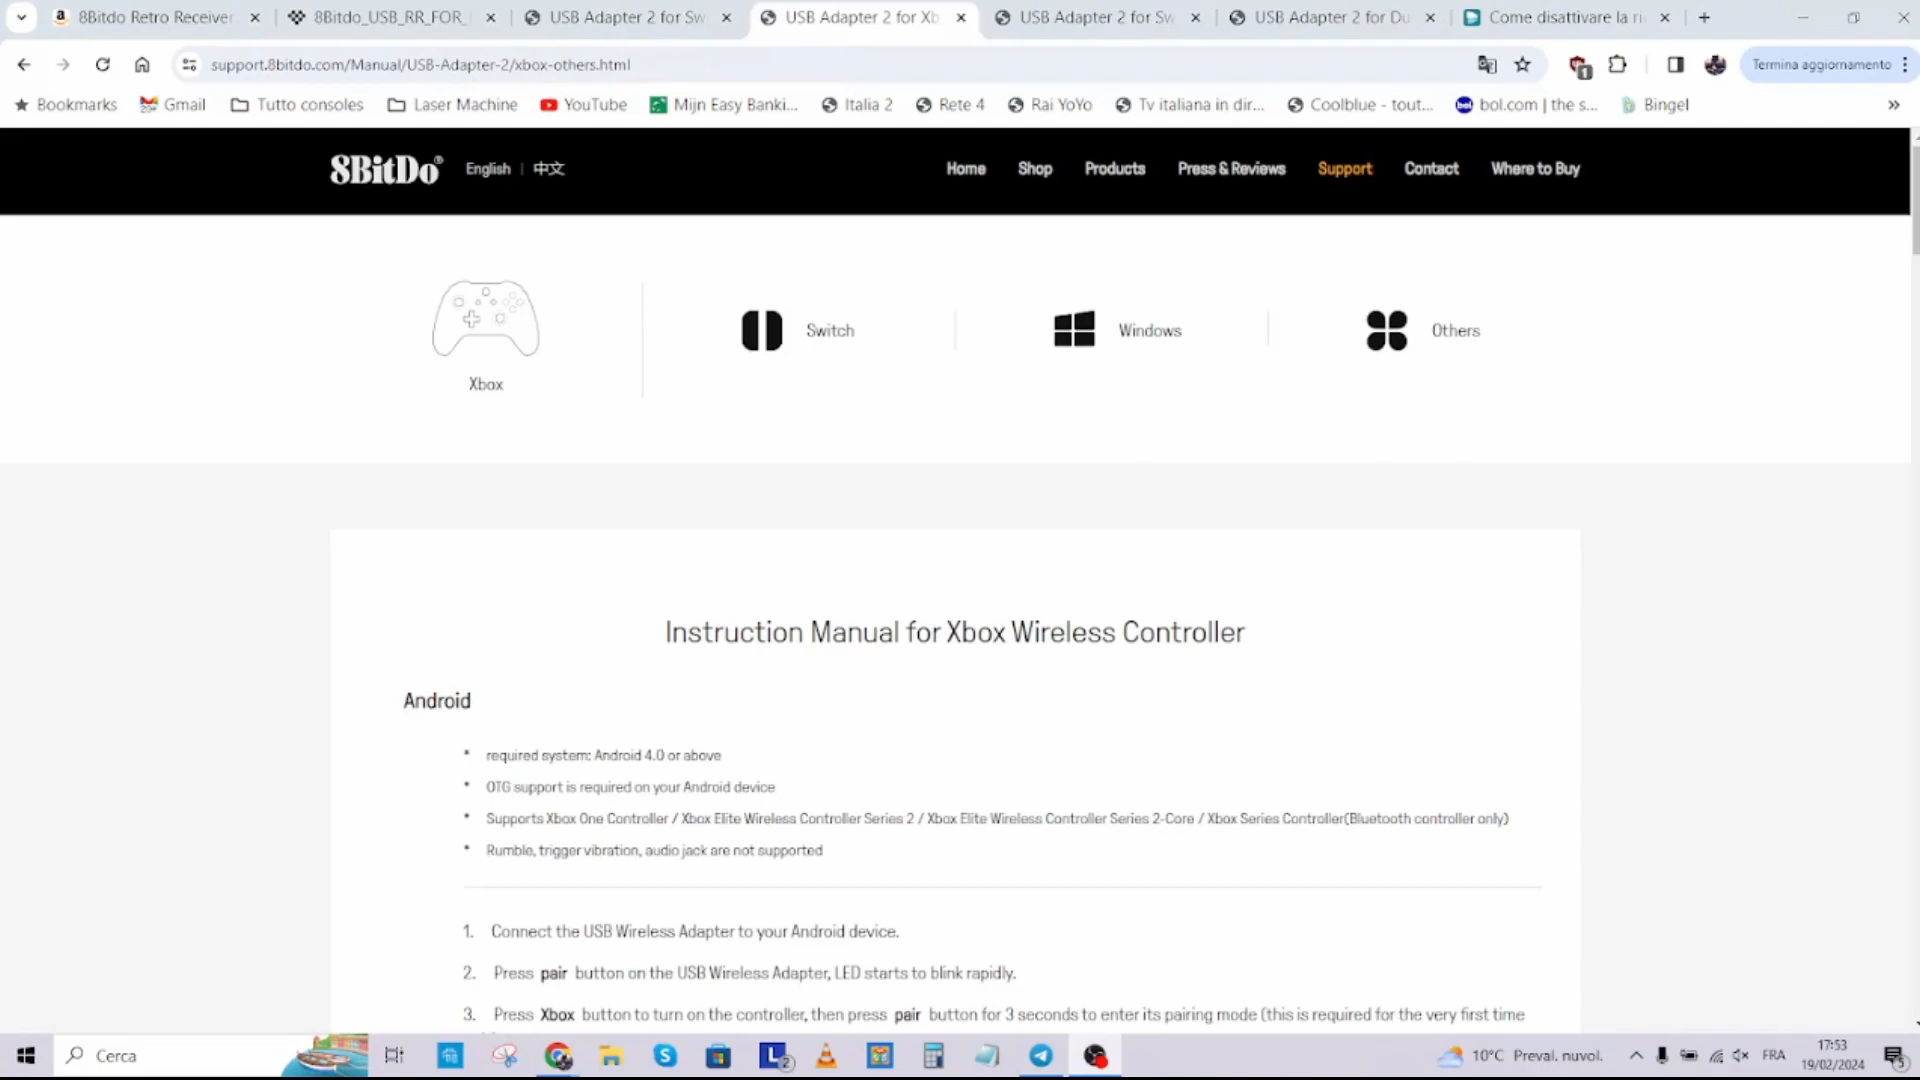 8Bitdo Retro Receiver
8Bitdo_USB_RR_FOR_
USB Adapter 2 for Sw
USB Adapter 2 for Xb
USB Adapter 2 for Sw
USB Adapter 2 for Du
Come disattivare la ri
support.8bitdo.com/Manual/USB-Adapter-2/xbox-others.html
1
Termina aggiornamento
Bookmarks
Gmail
Tutto consoles
Laser Machine
YouTube
Mijn Easy Banki...
Italia 2
Rete 4
Rai YoYo
Tv italiana in dir...
Coolblue - tout...
bol.com | the s...
Bingel
8BitDo®
English | 中文
Home
Shop
Products
Press & Reviews
Support
Contact
Where to Buy
Xbox
Switch
Windows
Others
Instruction Manual for Xbox Wireless Controller
Android
* required system: Android 4.0 or above
* OTG support is required on your Android device
* Supports Xbox One Controller / Xbox Elite Wireless Controller Series 2 / Xbox Elite Wireless Controller Series 2-Core / Xbox Series Controller(Bluetooth controller only)
* Rumble, trigger vibration, audio jack are not supported
1. Connect the USB Wireless Adapter to your Android device.
2. Press pair button on the USB Wireless Adapter, LED starts to blink rapidly.
3. Press Xbox button to turn on the controller, then press pair button for 3 seconds to enter its pairing mode (this is required for the very first time
Cerca
10°C Preval. nuvol.
FRA
17:53
19/02/2024